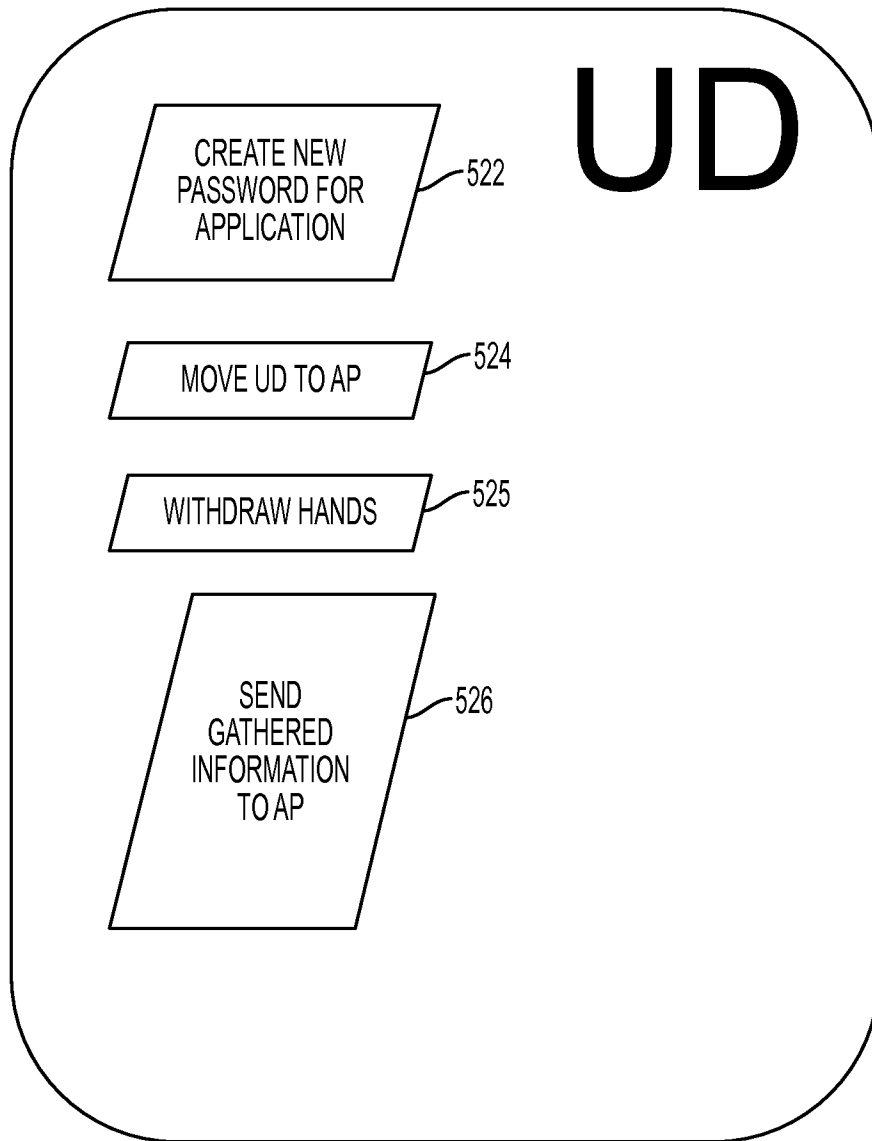 UD
CREATE NEW
PASSWORD FOR
APPLICATION
522
MOVE UD TO AP
524
WITHDRAW HANDS
525
SEND
GATHERED
INFORMATION
TO AP
526